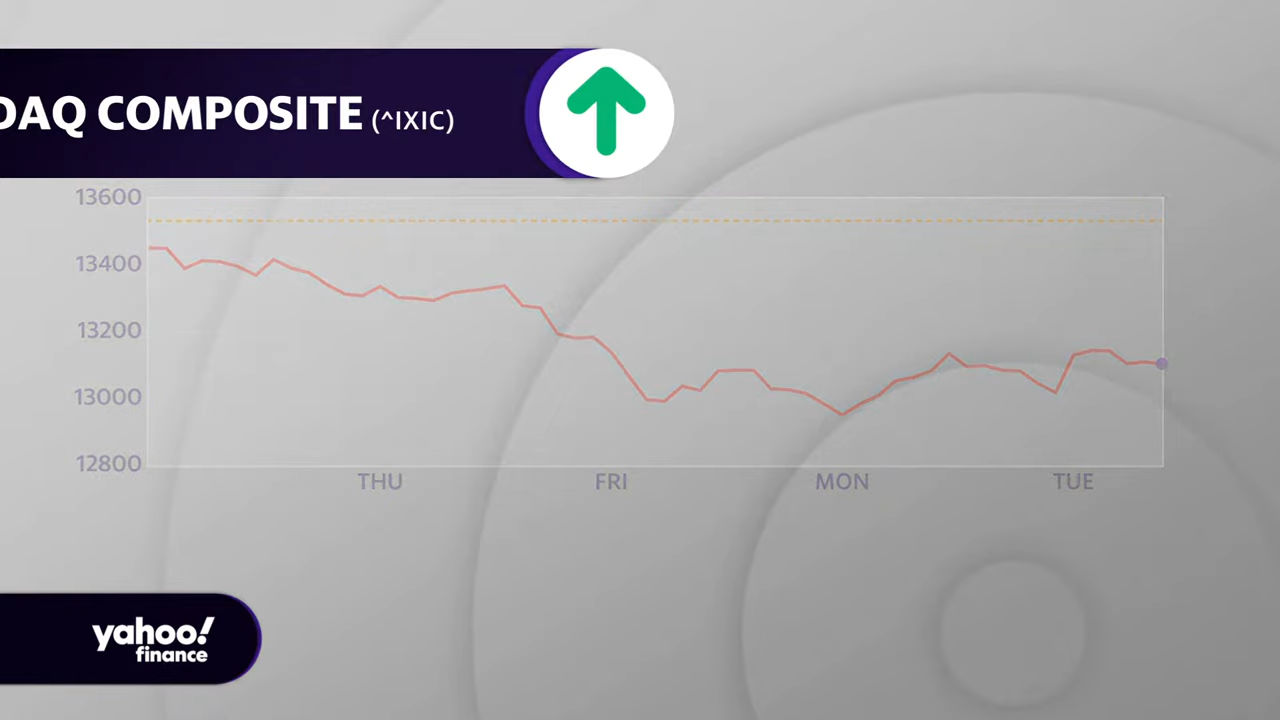 DAQ COMPOSITE (^IXIC)
13600
13400
13200
13000
12800
THU FRI MON TUE
yahoo!
finance